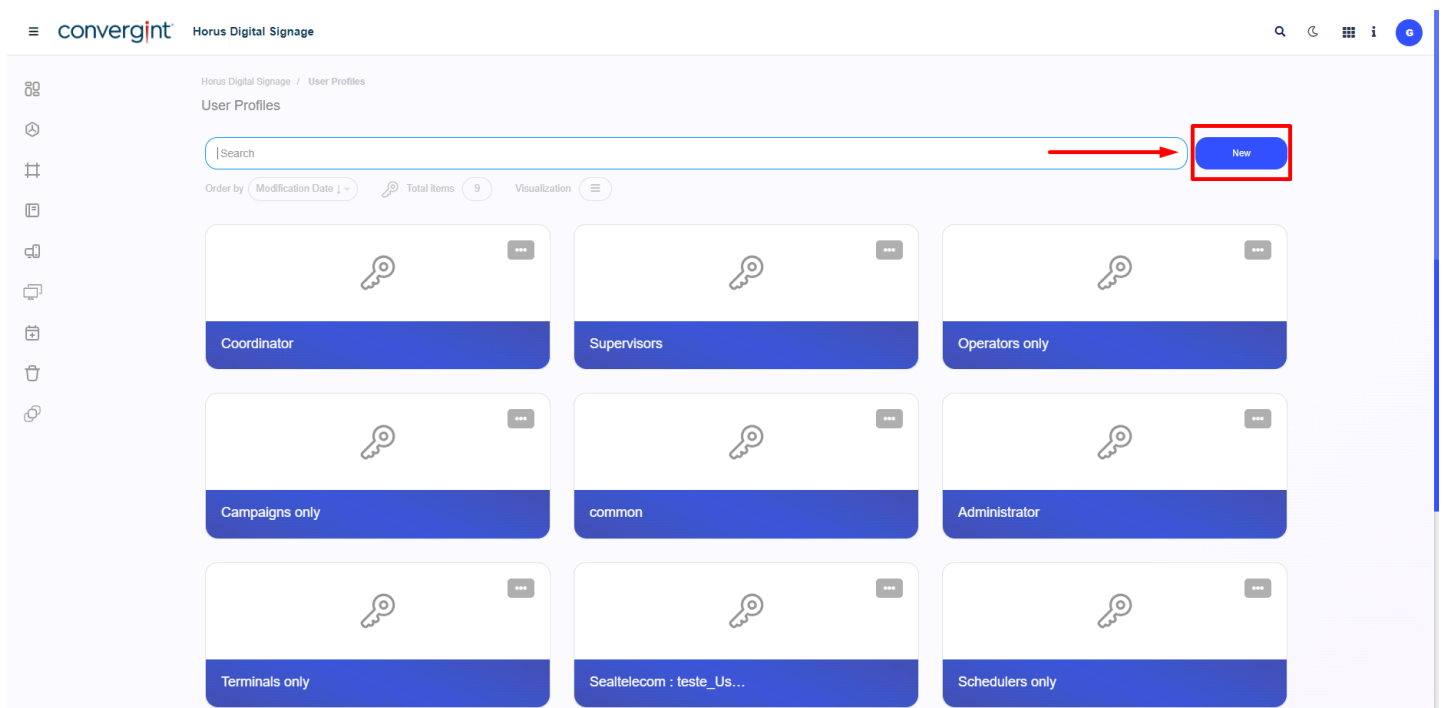 convergint Horus Digital Signage
i G
Horus Digital Signage / User Profiles
User Profiles
Search New
Order by Modification Date ↓ Total items 9 Visualization
Coordinator Supervisors Operators only
Campaigns only common Administrator
Terminals only Sealtelecom : teste_Us... Schedulers only